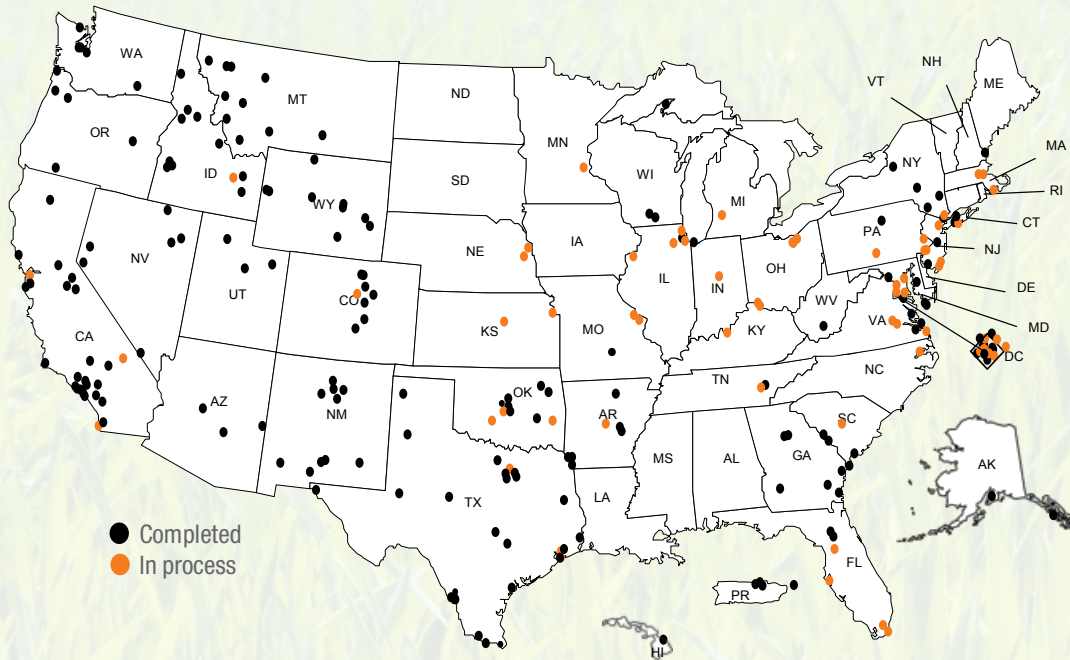 WA
OR
CA
NV
ID
MT
WY
UT
CO
AZ
NM
ND
SD
NE
KS
OK
TX
MN
IA
MO
AR
LA
WI
IL
MI
IN
OH
KY
TN
MS
AL
GA
FL
SC
NC
VA
WV
PA
NY
VT
NH
ME
MA
RI
CT
NJ
DE
MD
DC
AK
HI
PR
Completed
In process